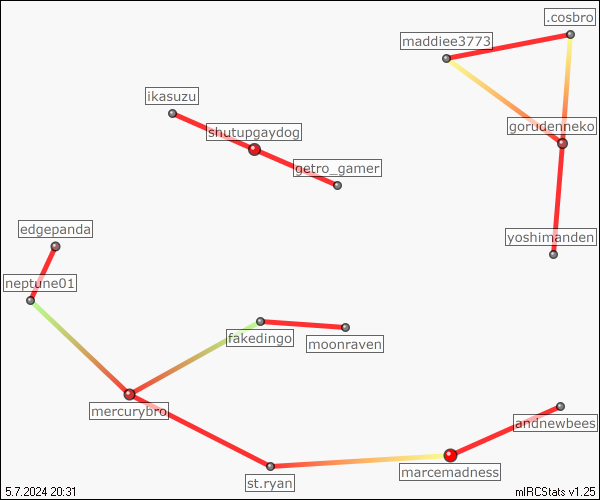 .cosbro
maddiee3773
ikasuzu
gorudenneko
shutupgaydog
getro_gamer
edgepanda
yoshimanden
neptune01
fakedingo
moonraven
mercurybro
andnewbees
marcemadness
st.ryan
5.7.2024 20:31
mIRCStats v1.25